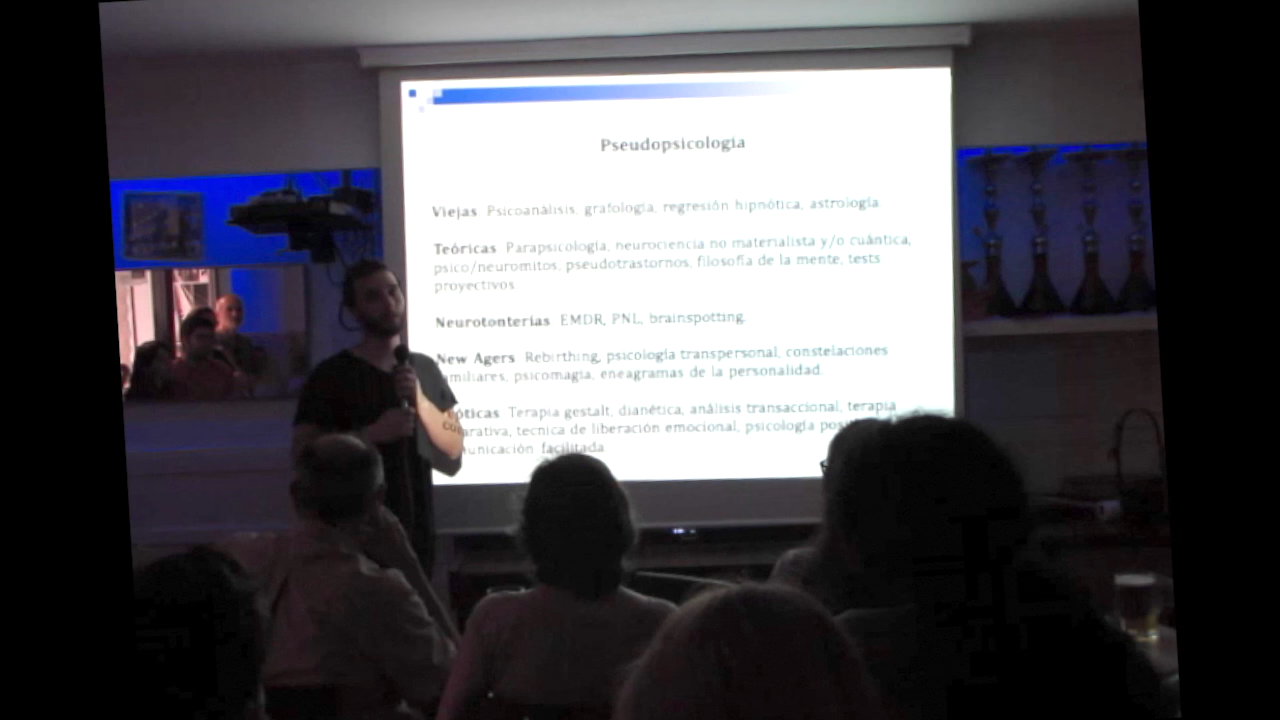 Pseudopsicologia
Viejas Psicoanálisis, grafología, regresión hipnótica, astrología
Teóricas Parapsicología, neurociencia no materialista y/o cuántica,
psico/neuromitos, pseudotrastornos, filosofía de la mente, tests
proyectivos
Neurotonterías EMDR, PNL, brainspotting
New Agers Rebirthing, psicología transpersonal, constelaciones
familiares, psicomagia, eneagramas de la personalidad.
Terapia gestalt, dianética, análisis transaccional, terapia
tecnica de liberación emocional, psicología
facilitada